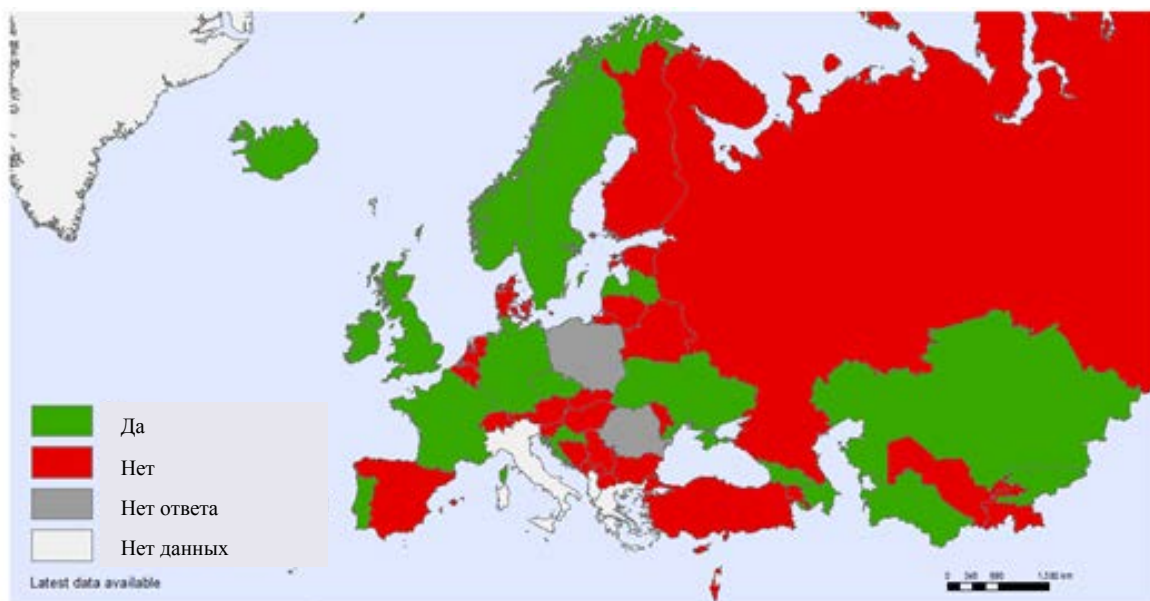 Да
Нет
Нет ответа
Нет данных
Latest data available